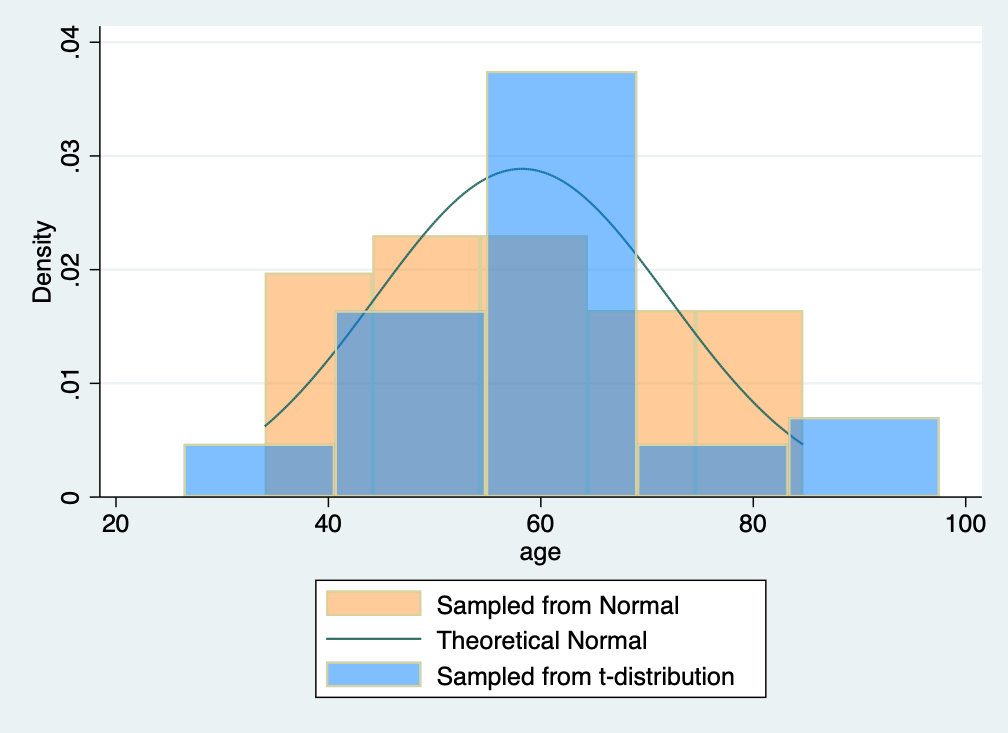 .04
.03
.02
.01
0
Density
20 40 60 80 100
age
Sampled from Normal
Theoretical Normal
Sampled from t-distribution